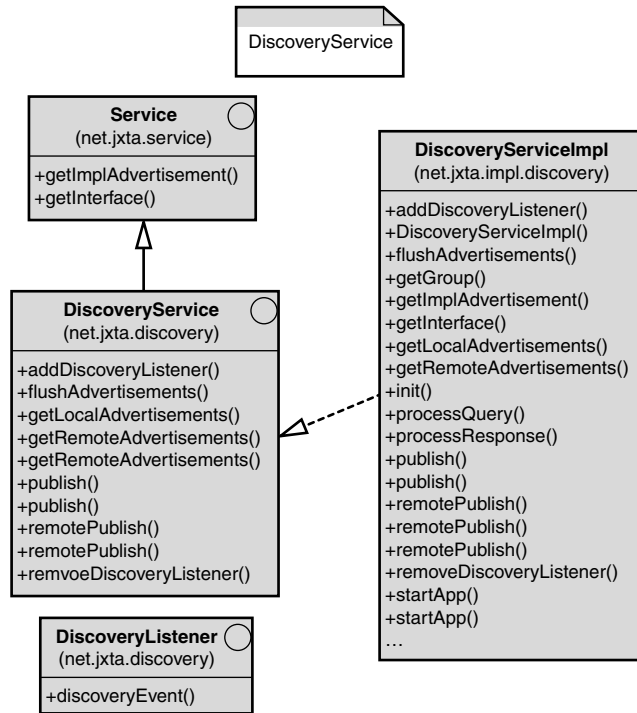 DiscoveryService
Service
(net.jxta.service)
+getImplAdvertisement()
+getInterface()
DiscoveryService
(net.jxta.discovery)
+addDiscoveryListener()
+flushAdvertisements()
+getLocalAdvertisements()
+getRemoteAdvertisements()
+getRemoteAdvertisements()
+publish()
+publish()
+remotePublish()
+remotePublish()
+remvoeDiscoveryListener()
DiscoveryListener
(net.jxta.discovery)
+discoveryEvent()
DiscoveryServiceImpl
(net.jxta.impl.discovery)
+addDiscoveryListener()
+DiscoveryServiceImpl()
+flushAdvertisements()
+getGroup()
+getImplAdvertisement()
+getInterface()
+getLocalAdvertisements()
+getRemoteAdvertisements()
+init()
+processQuery()
+processResponse()
+publish()
+publish()
+remotePublish()
+remotePublish()
+remotePublish()
+removeDiscoveryListener()
+startApp()
+startApp()
...